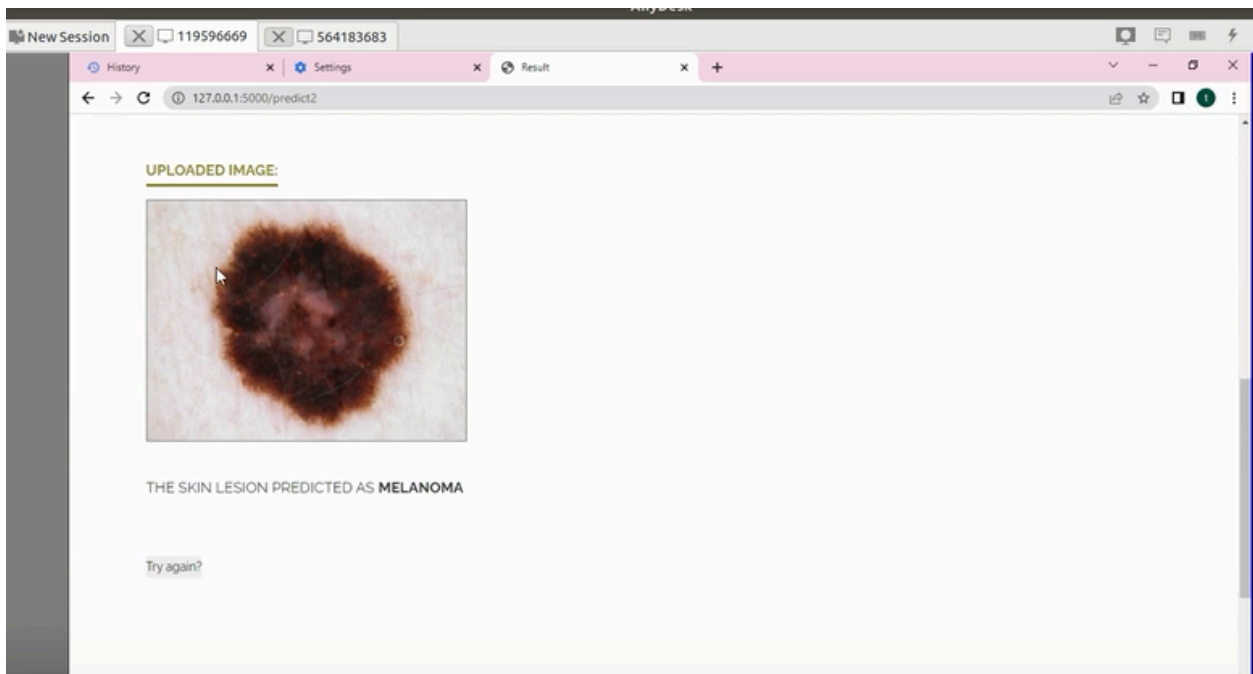 AnyDesk
New Session 119596669 564183683
History Settings Result
127.0.0.1:5000/predict2
t
UPLOADED IMAGE:
THE SKIN LESION PREDICTED AS MELANOMA
Try again?